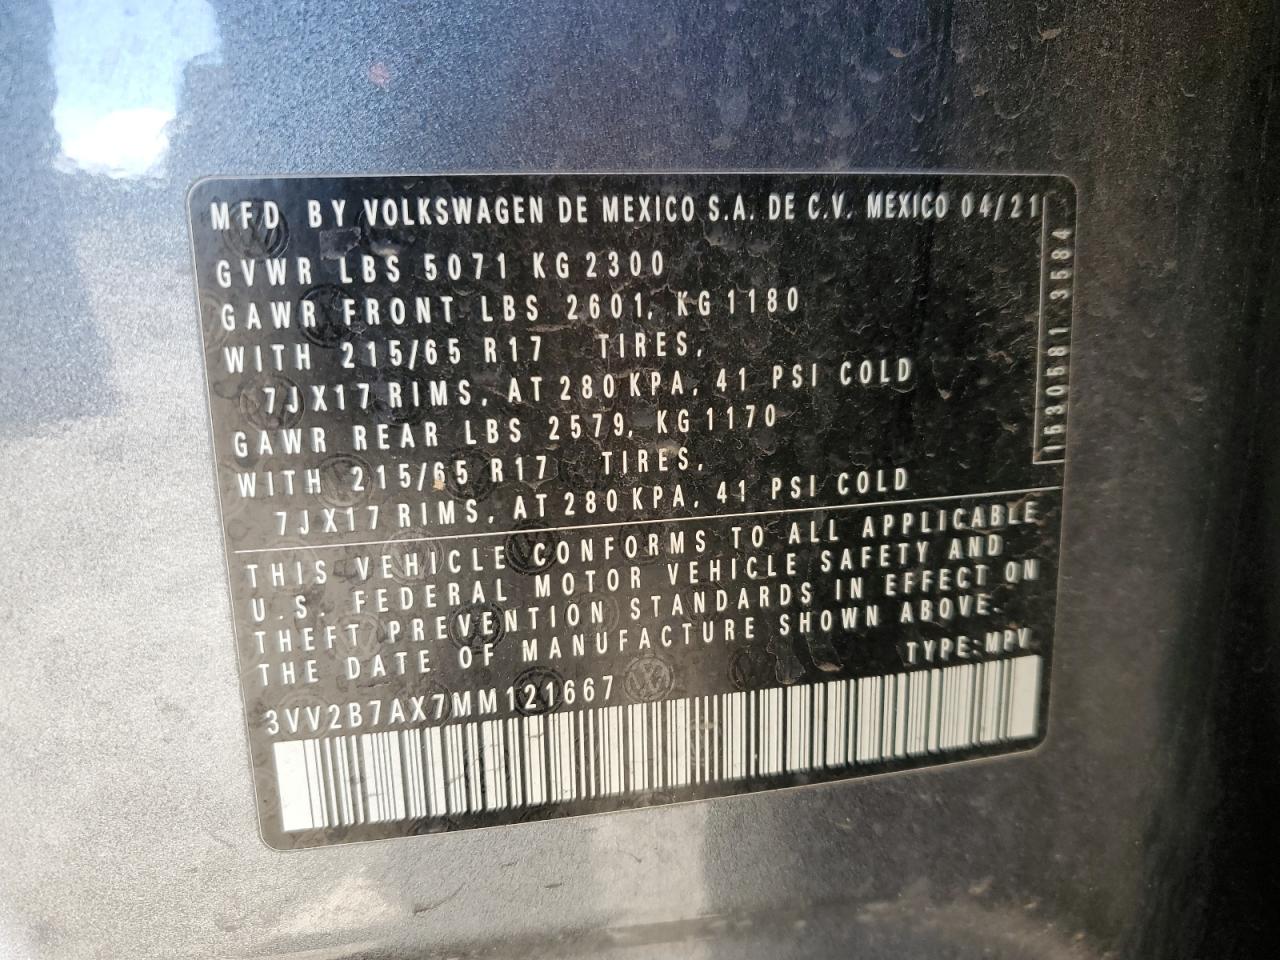 MFD BY VOLKSWAGEN DE MEXICO S.A. DE C.V. MEXICO 04/21
GVWR LBS 5071 KG 2300
GAWR FRONT LBS 2601, KG 1180
WITH 215/65 R17 TIRES,
7J X17 RIMS, AT 280 KPA, 41 PSI COLD
GAWR REAR LBS 2579, KG 1170
WITH 215/65 R17 TIRES,
7J X17 RIMS, AT 280 KPA, 41 PSI COLD
1530581 3584
THIS VEHICLE CONFORMS TO ALL APPLICABLE
U.S. FEDERAL MOTOR VEHICLE SAFETY AND
THEFT PREVENTION STANDARDS IN EFFECT ON
THE DATE OF MANUFACTURE SHOWN ABOVE.
TYPE: MPV
3VV2B7AX7MM121667